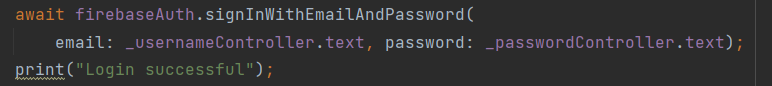 await firebaseAuth.signInWithEmailAndPassword(
email: _usernameController.text, password: _passwordController.text);
print("Login successful");